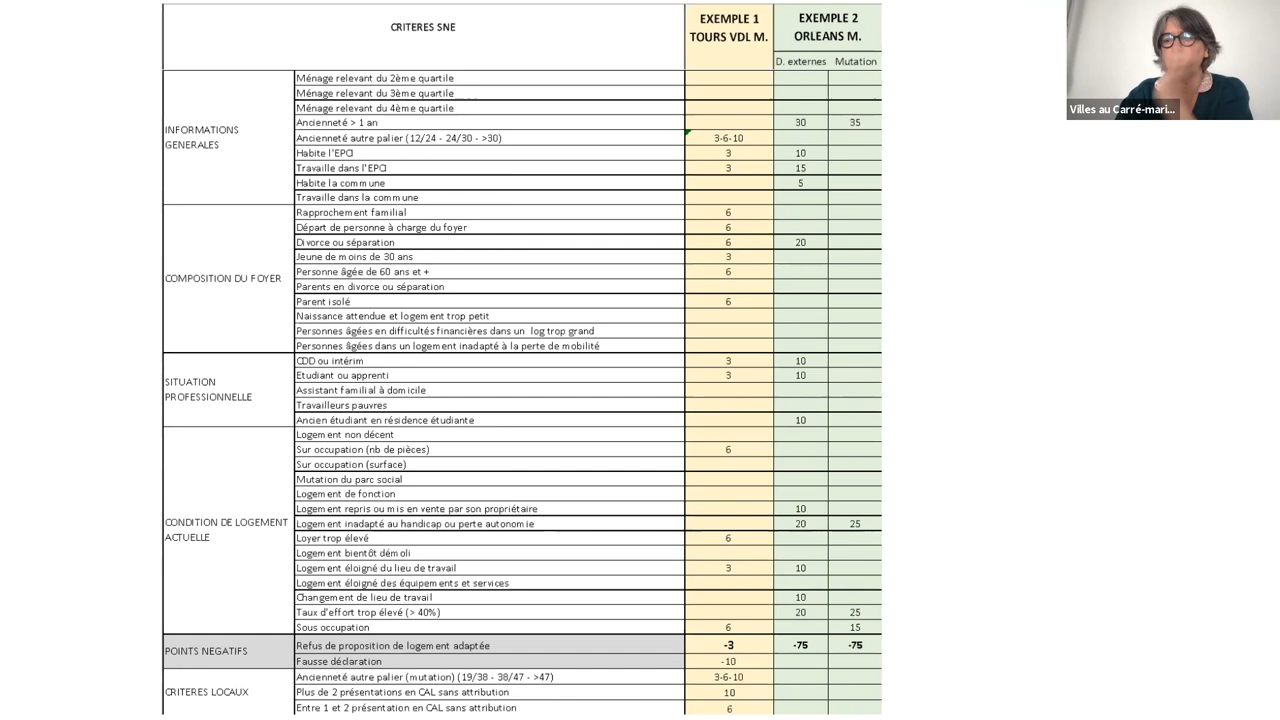 CRITERES SNE
EXEMPLE 1
TOURS VDL M.
EXEMPLE 2
ORLEANS M.
D. externes Mutation
INFORMATIONS
GENERALES
Ménage relevant du 2ème quartile
Ménage relevant du 3ème quartile
Ménage relevant du 4ème quartile
Ancienneté > 1 an 30 35
Ancienneté autre palier (12/24 - 24/30 - >30) 3-6-10
Habite l'EPCI 3 10
Travaille dans l'EPCI 3 15
Habite la commune 5
Travaille dans la commune
COMPOSITION DU FOYER
Rapprochement familial 6
Départ de personne à charge du foyer 6
Divorce ou séparation 6 20
Jeune de moins de 30 ans 3
Personne âgée de 60 ans et + 6
Parents en divorce ou séparation
Parent isolé 6
Naissance attendue et logement trop petit
Personnes âgées en difficultés financières dans un log trop grand
Personnes âgées dans un logement inadapté à la perte de mobilité
SITUATION
PROFESSIONNELLE
CDD ou intérim 3 10
Etudiant ou apprenti 3 10
Assistant familial à domicile
Travailleurs pauvres
Ancien étudiant en résidence étudiante 10
CONDITION DE LOGEMENT
ACTUELLE
Logement non décent
Sur occupation (nb de pièces) 6
Sur occupation (surface)
Mutation du parc social
Logement de fonction
Logement repris ou mis en vente par son propriétaire 10
Logement inadapté au handicap ou perte autonomie 20 25
Loyer trop élevé 6
Logement bientôt démoli
Logement éloigné du lieu de travail 3 10
Logement éloigné des équipements et services
Changement de lieu de travail 10
Taux d'effort trop élevé (> 40%) 20 25
Sous occupation 6 15
POINTS NEGATIFS
Refus de proposition de logement adaptée -3 -75 -75
Fausse déclaration -10
CRITERES LOCAUX
Ancienneté autre palier (mutation) (19/38 - 38/47 - >47) 3-6-10
Plus de 2 présentations en CAL sans attribution 10
Entre 1 et 2 présentation en CAL sans attribution 6
Villes au Carré-mari...